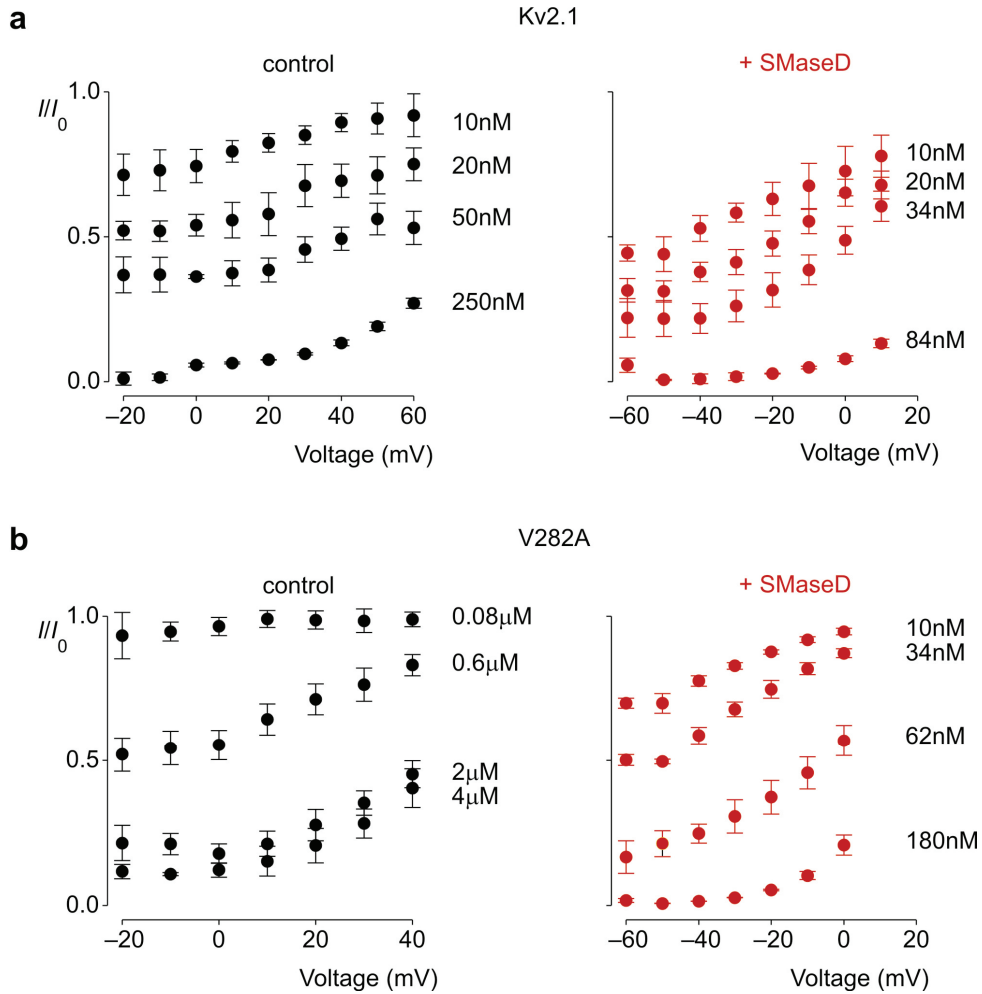 a
Kv2.1
control
+ SMaseD
I/I0
1.0
0.5
0.0
10nM
20nM
50nM
250nM
–20 0 20 40 60
Voltage (mV)
10nM
20nM
34nM
84nM
–60 –40 –20 0 20
Voltage (mV)
b
V282A
control
+ SMaseD
I/I0
1.0
0.5
0.0
0.08µM
0.6µM
2µM
4µM
–20 0 20 40
Voltage (mV)
10nM
34nM
62nM
180nM
–60 –40 –20 0 20
Voltage (mV)